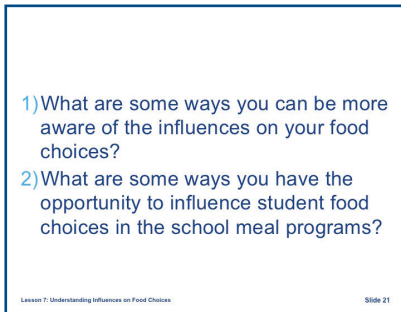 1) What are some ways you can be more
aware of the influences on your food
choices?
2) What are some ways you have the
opportunity to influence student food
choices in the school meal programs?
Lesson 7: Understanding Influences on Food Choices
Slide 21